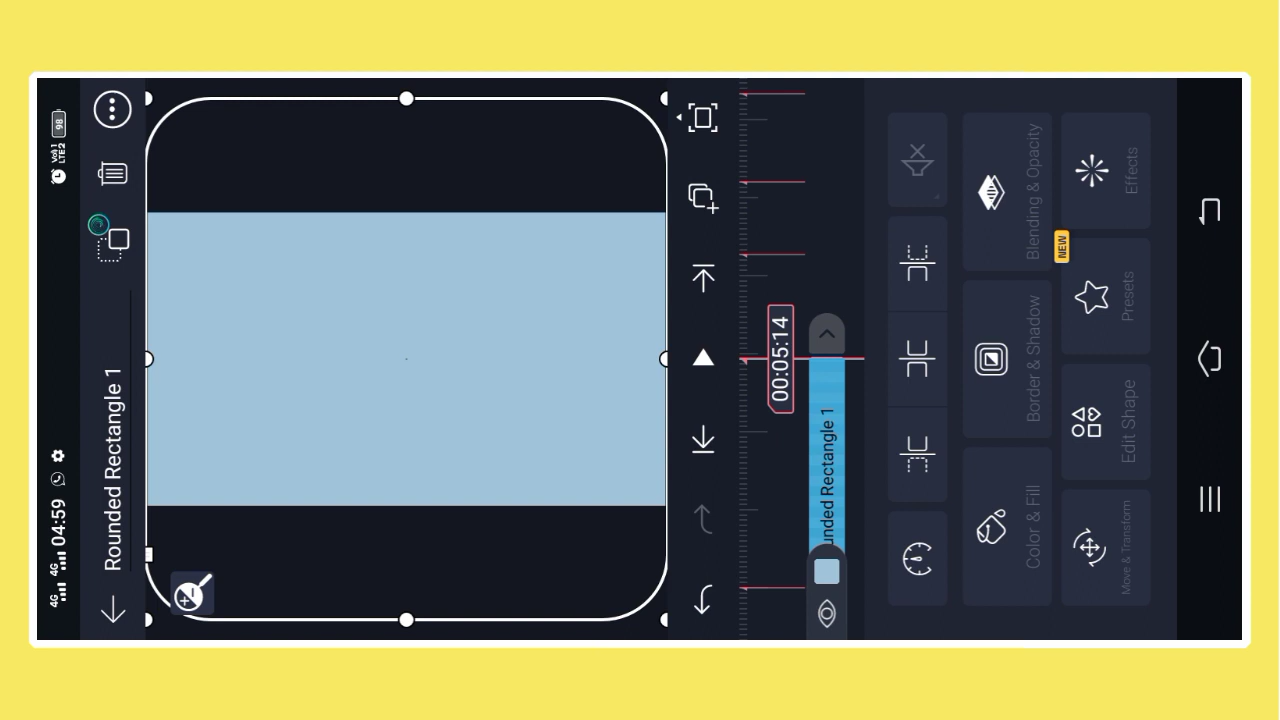 4G 4G 04:59
Vo)) LTE2 98
Rounded Rectangle 1
00:05:14
unded Rectangle 1
Color & Fill
Border & Shadow
Blending & Opacity
Move & Transform
Edit Shape
Presets
NEW
Effects